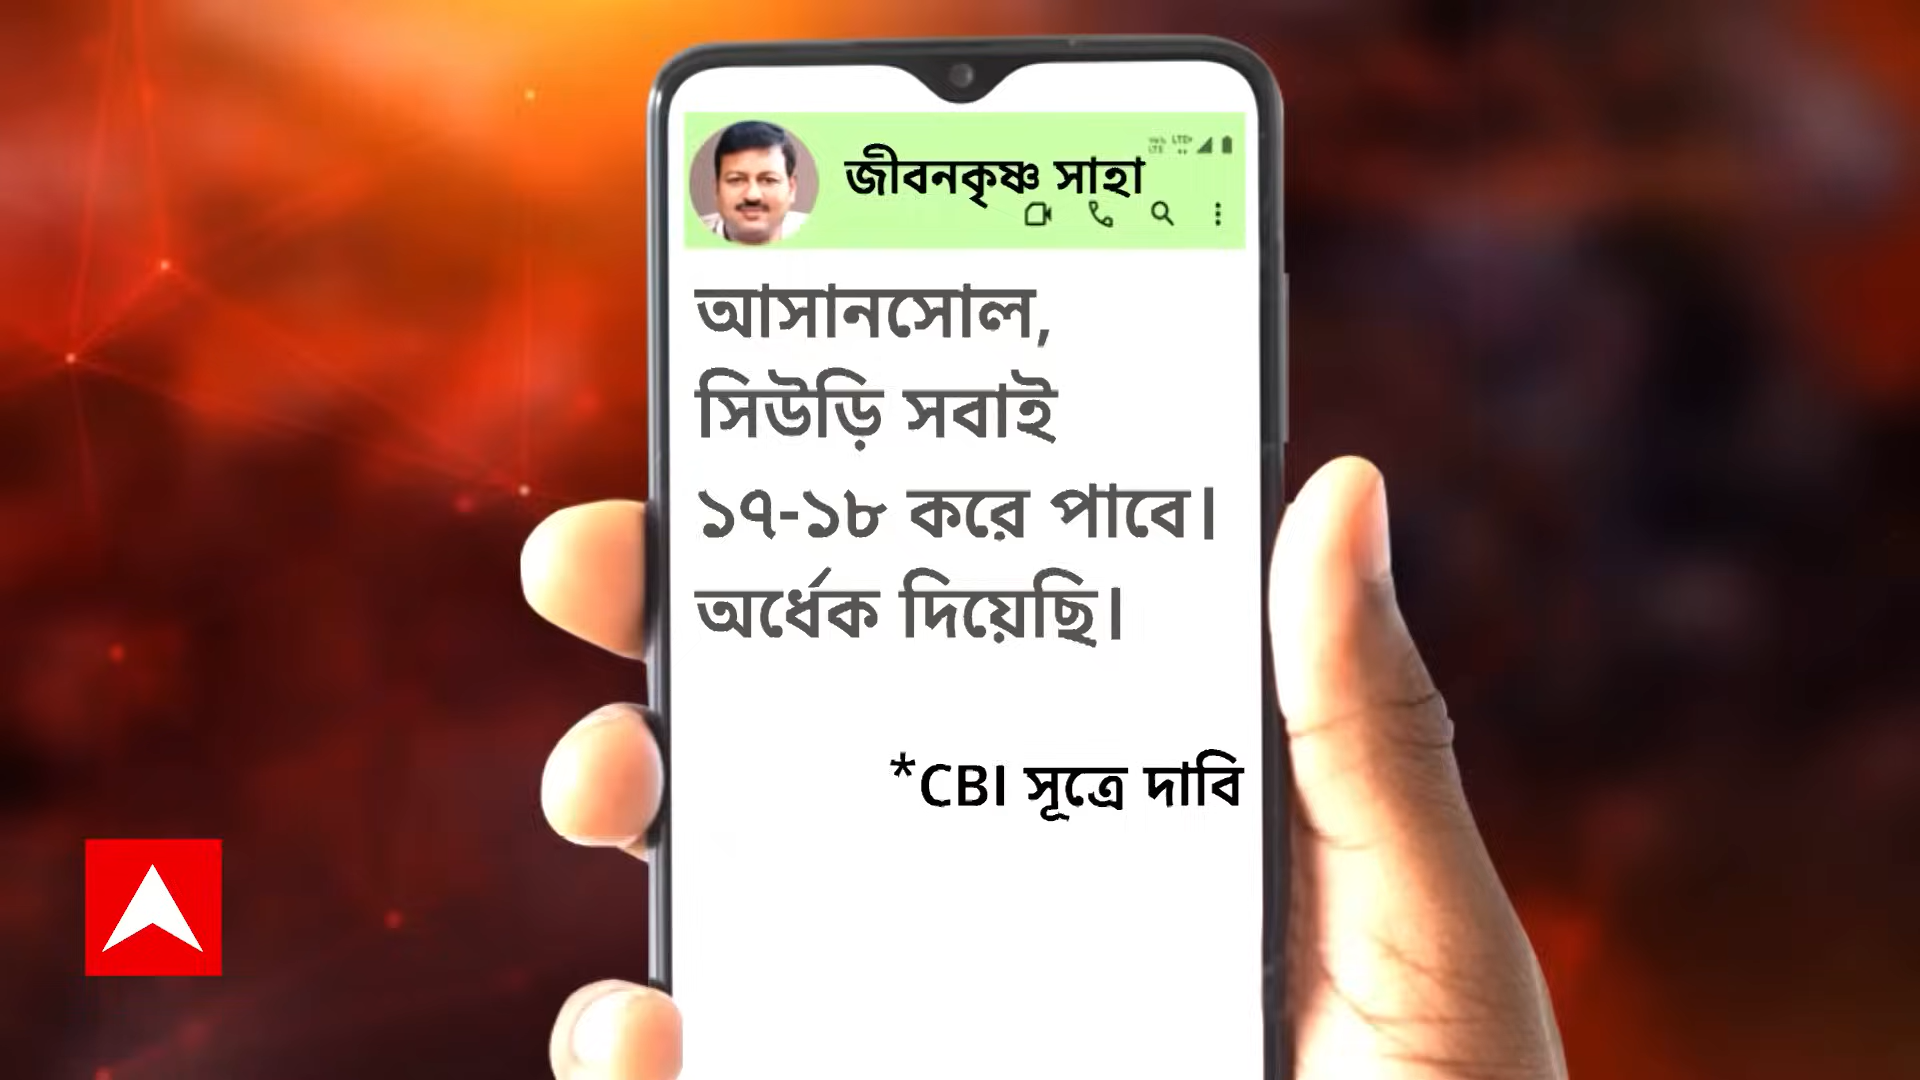 জীবনকৃষ্ণ সাহা
আসানসোল,
সিউড়ি সবাই
১৭-১৮ করে পাবে।
অর্ধেক দিয়েছি।
*CBI সূত্রে দাবি